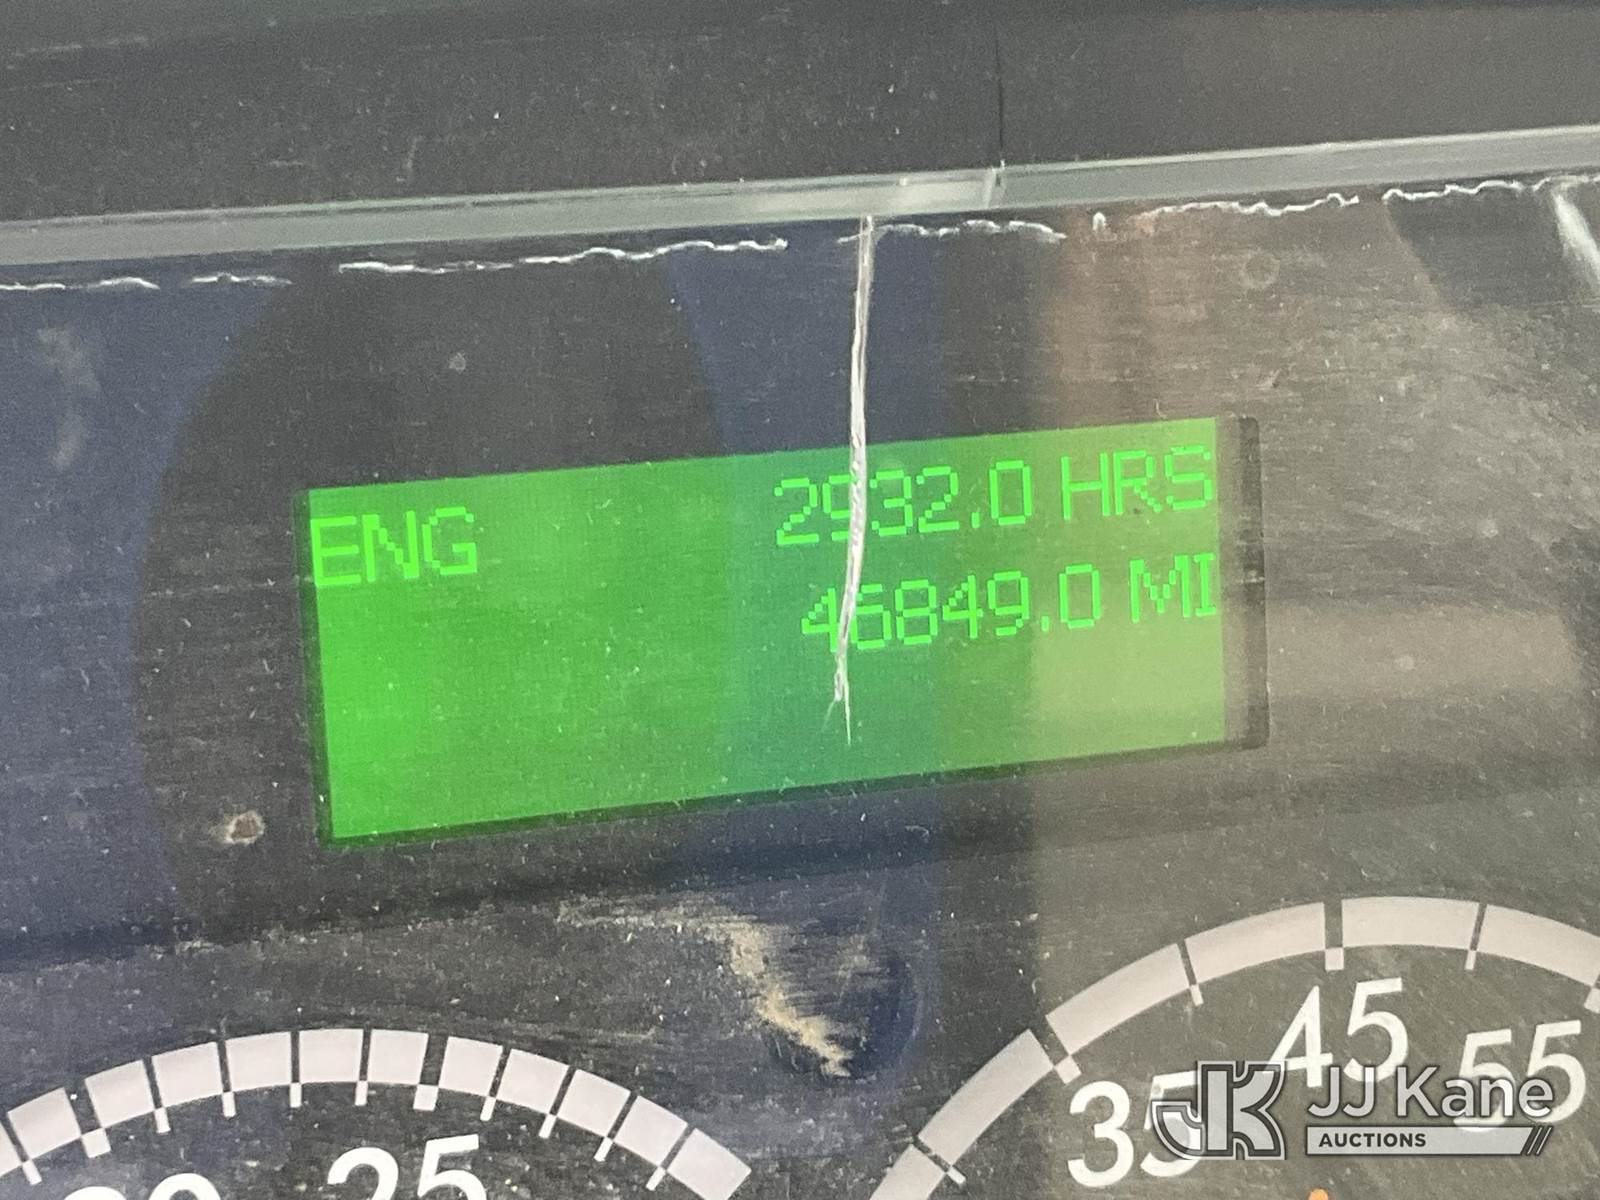 ENG 2932.0 HRS
46849.0 MI
45
35 55
25
JJ Kane
AUCTIONS